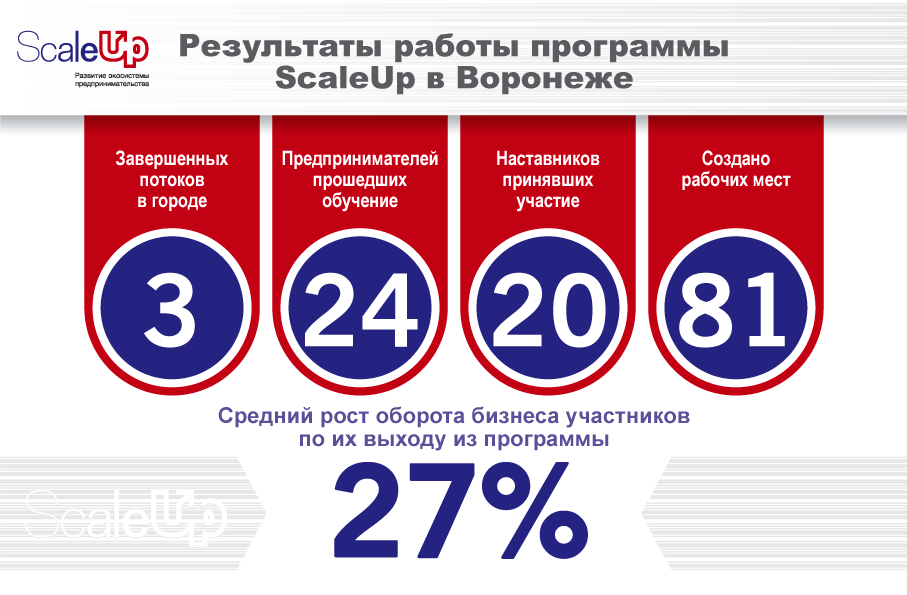 ScaleUp
Развитие экосистемы
предпринимательства
Результаты работы программы
ScaleUp в Воронеже
Завершенных
потоков
в городе
3
Предпринимателей
прошедших
обучение
24
Наставников
принявших
участие
20
Создано
рабочих мест
81
Средний рост оборота бизнеса участников
по их выходу из программы
27%
ScaleUp